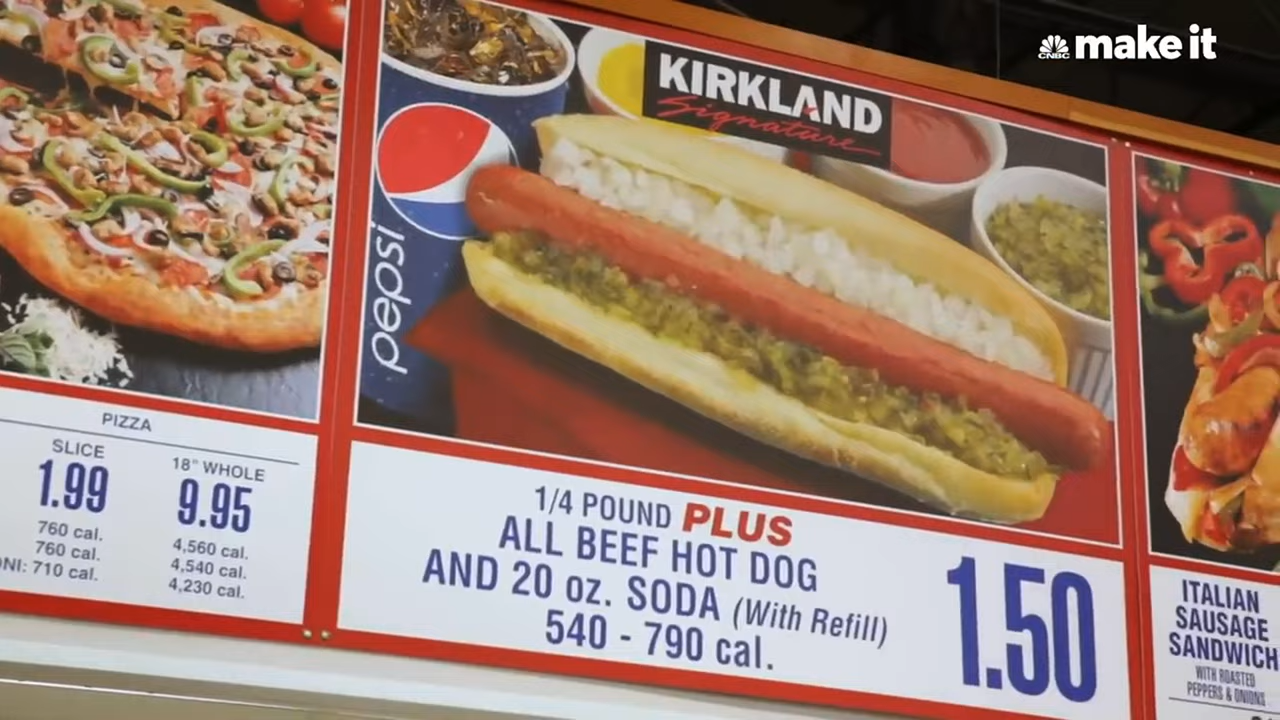 CNBC make it
KIRKLAND
Signature
pepsi
PIZZA
SLICE
1.99
760 cal.
760 cal.
NI: 710 cal.
18" WHOLE
9.95
4,560 cal.
4,540 cal.
4,230 cal.
1/4 POUND PLUS
ALL BEEF HOT DOG
AND 20 oz. SODA (With Refill)
540 - 790 cal.
1.50
ITALIAN
SAUSAGE
SANDWICH
WITH ROASTED
PEPPERS & ONIONS